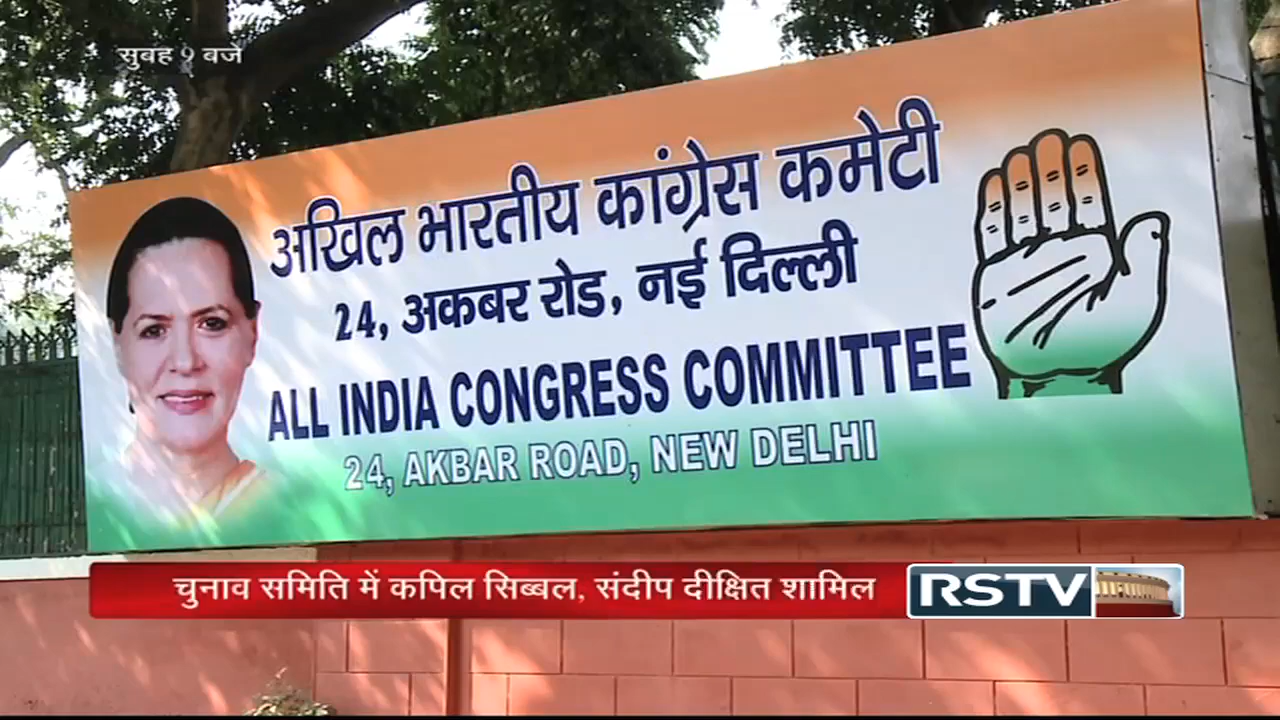 सुबह 9 बजे
अखिल भारतीय कांग्रेस कमेटी
24, अकबर रोड, नई दिल्ली
ALL INDIA CONGRESS COMMITTEE
24, AKBAR ROAD, NEW DELHI
चुनाव समिति में कपिल सिब्बल, संदीप दीक्षित शामिल
RSTV